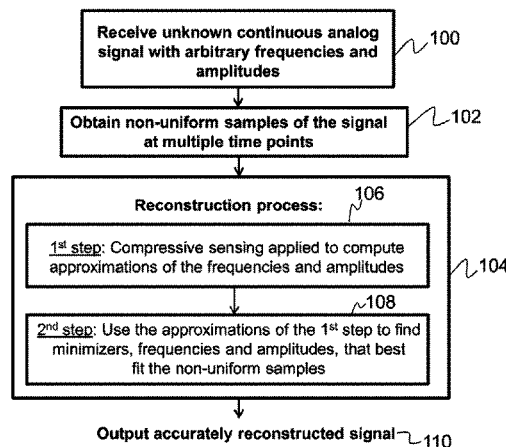 Receive unknown continuous analog
signal with arbitrary frequencies and
amplitudes
100
Obtain non-uniform samples of the signal
at multiple time points
102
Reconstruction process:
106
1st step: Compressive sensing applied to compute
approximations of the frequencies and amplitudes
104
108
2nd step: Use the approximations of the 1st step to find
minimizers, frequencies and amplitudes, that best
fit the non-uniform samples
Output accurately reconstructed signal
110